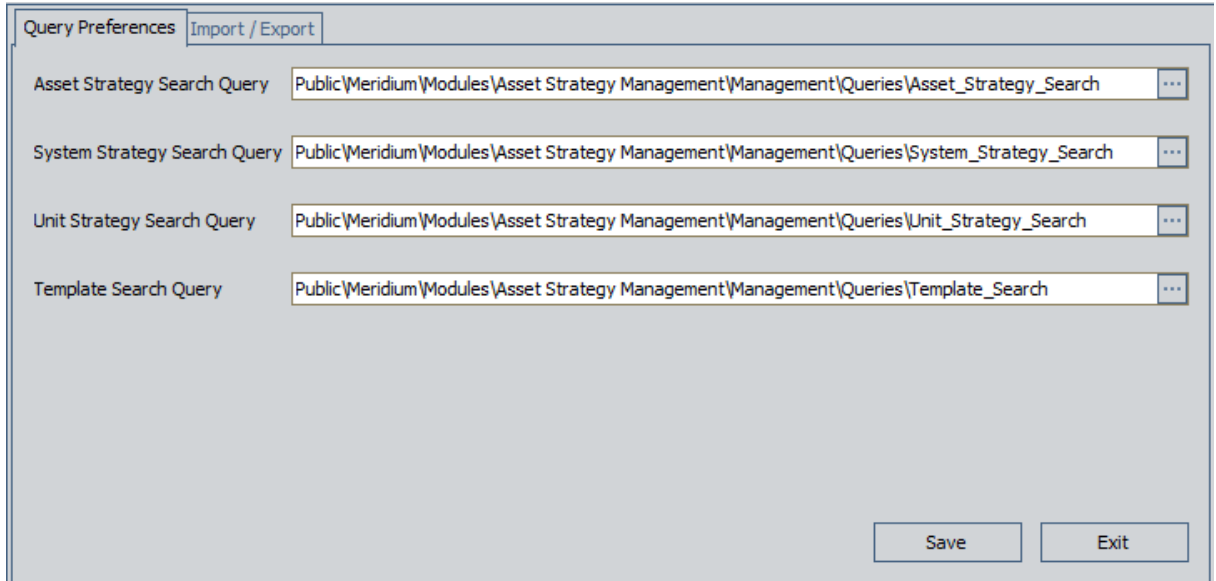 Query Preferences Import / Export
Asset Strategy Search Query Public\Meridium\Modules\Asset Strategy Management\Management\Queries\Asset_Strategy_Search ...
System Strategy Search Query Public\Meridium\Modules\Asset Strategy Management\Management\Queries\System_Strategy_Search ...
Unit Strategy Search Query Public\Meridium\Modules\Asset Strategy Management\Management\Queries\Unit_Strategy_Search ...
Template Search Query Public\Meridium\Modules\Asset Strategy Management\Management\Queries\Template_Search ...
Save Exit